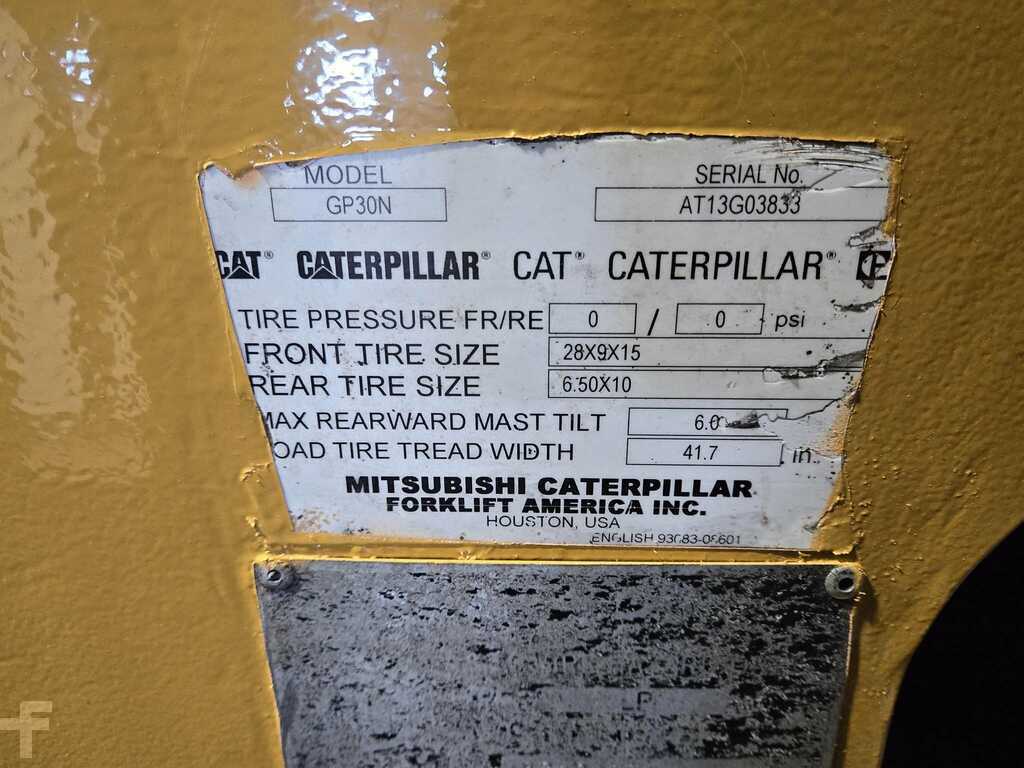 MODEL SERIAL No.
GP30N AT13G03833
CAT® CATERPILLAR® CAT® CATERPILLAR®
TIRE PRESSURE FR/RE 0 / 0 psi
FRONT TIRE SIZE 28X9X15
REAR TIRE SIZE 6.50X10
MAX REARWARD MAST TILT 6.0
OAD TIRE TREAD WIDTH 41.7 in.
MITSUBISHI CATERPILLAR
FORKLIFT AMERICA INC.
HOUSTON, USA
ENGLISH
LP
F